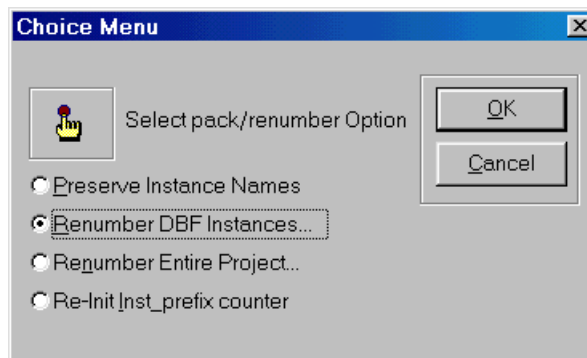 Choice Menu
Select pack/renumber Option
OK
Cancel
Preserve Instance Names
Renumber DBF Instances...
Renumber Entire Project...
Re-Init Inst_prefix counter